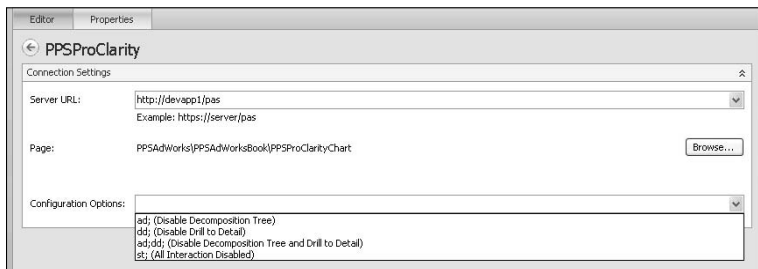 Editor Properties
PPSProClarity
Connection Settings
Server URL: http://devapp1/pas
Example: https://server/pas
Page: PPSAdWorks\PPSAdWorksBook\PPSProClarityChart Browse...
Configuration Options:
ad; (Disable Decomposition Tree)
dd; (Disable Drill to Detail)
ad;dd; (Disable Decomposition Tree and Drill to Detail)
st; (All Interaction Disabled)